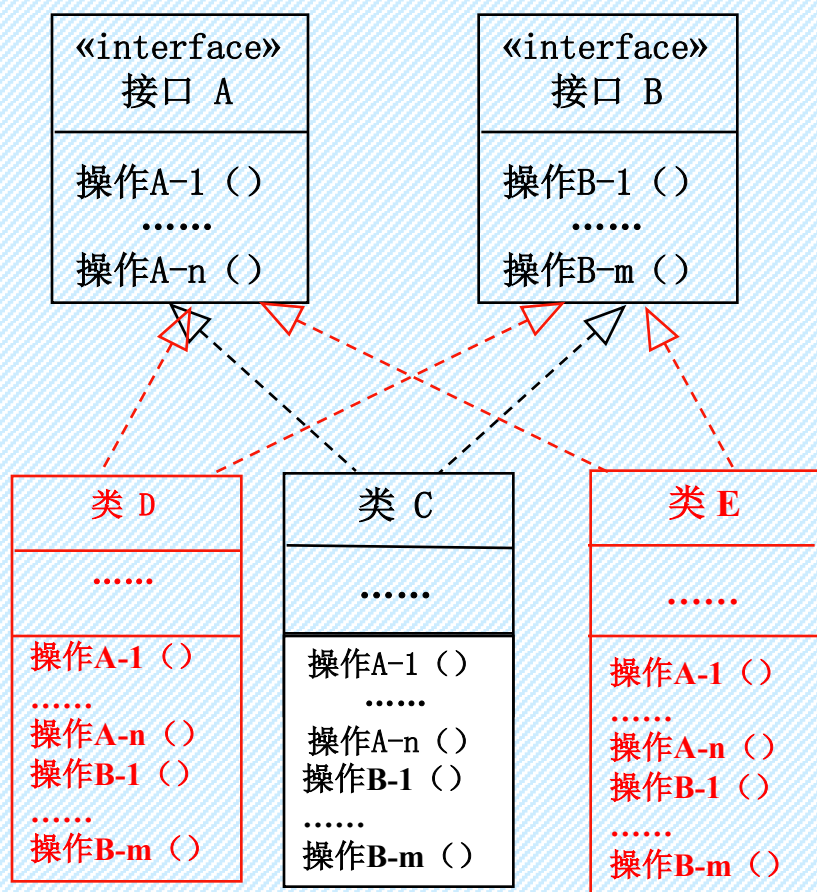 «interface»
接口 A
操作A-1（）
……
操作A-n（）
«interface»
接口 B
操作B-1（）
……
操作B-m（）
类 D
……
操作A-1（）
……
操作A-n（）
操作B-1（）
……
操作B-m（）
类 C
……
操作A-1（）
……
操作A-n（）
操作B-1（）
……
操作B-m（）
类 E
……
操作A-1（）
……
操作A-n（）
操作B-1（）
……
操作B-m（）